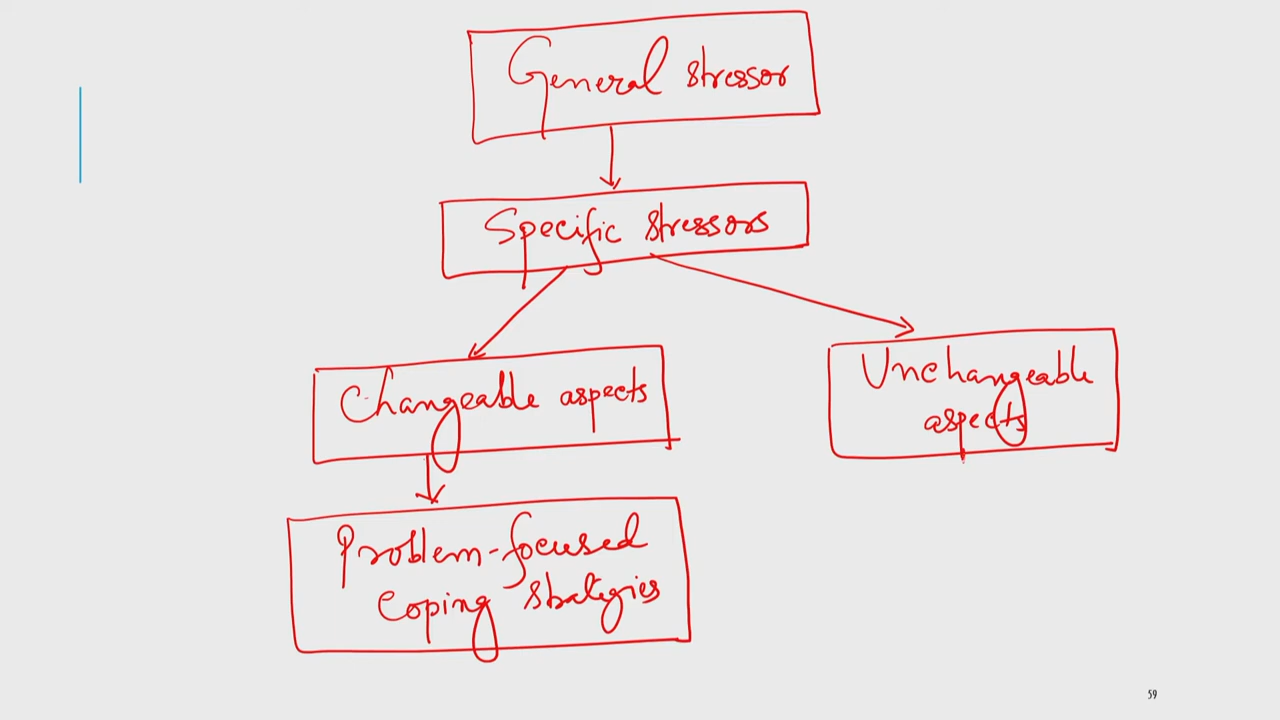 General stressor
Specific stressors
Changeable aspects
Unchangeable
aspects
Problem-focused
coping strategies
59